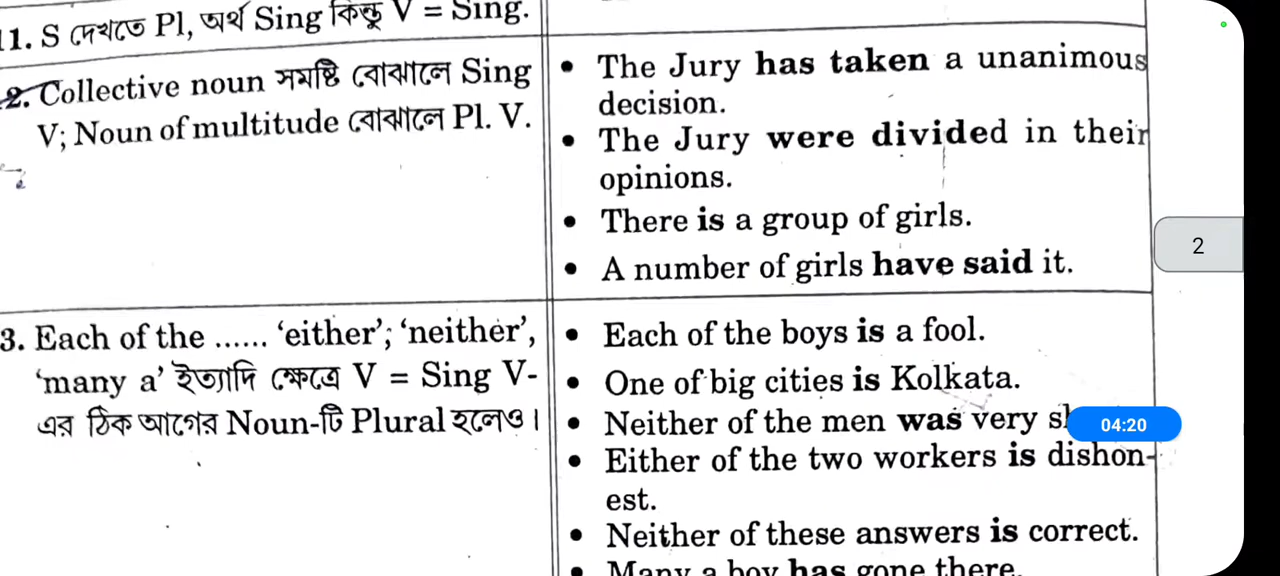 11. S দেখতে Pl, অর্থ Sing কিন্তু V = Sing.
2. Collective noun সমষ্টি বোঝালে Sing
V; Noun of multitude বোঝালে Pl. V.
• The Jury has taken a unanimous
decision.
• The Jury were divided in their
opinions.
• There is a group of girls.
• A number of girls have said it.
3. Each of the ...... ‘either’; ‘neither’,
‘many a’ ইত্যাদি ক্ষেত্রে V = Sing V-
এর ঠিক আগের Noun-টি Plural হলেও।
• Each of the boys is a fool.
• One of big cities is Kolkata.
• Neither of the men was very
• Either of the two workers is dishon-
est.
• Neither of these answers is correct.
• Many a boy has gone there.
2
04:20